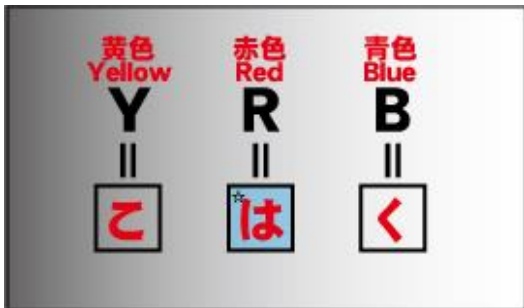 黄色 赤色 青色
Yellow Red Blue
Y R B
= = =
こ ☆は く